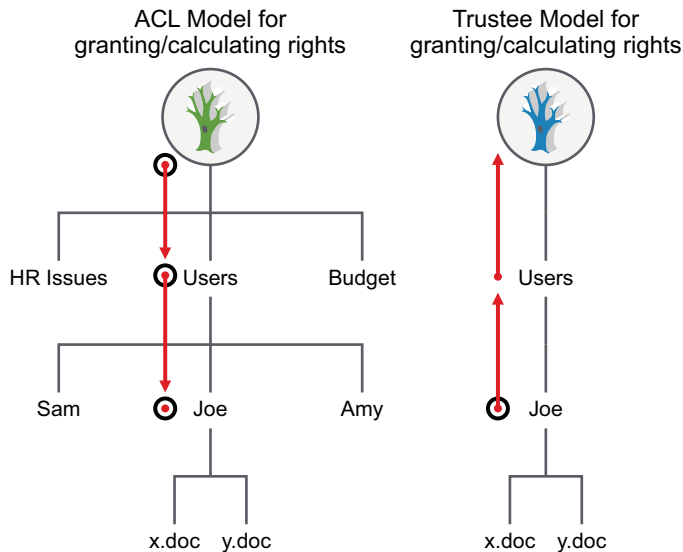 ACL Model for
granting/calculating rights
HR Issues
Users
Budget
Sam
Joe
Amy
x.doc
y.doc
Trustee Model for
granting/calculating rights
Users
Joe
x.doc
y.doc